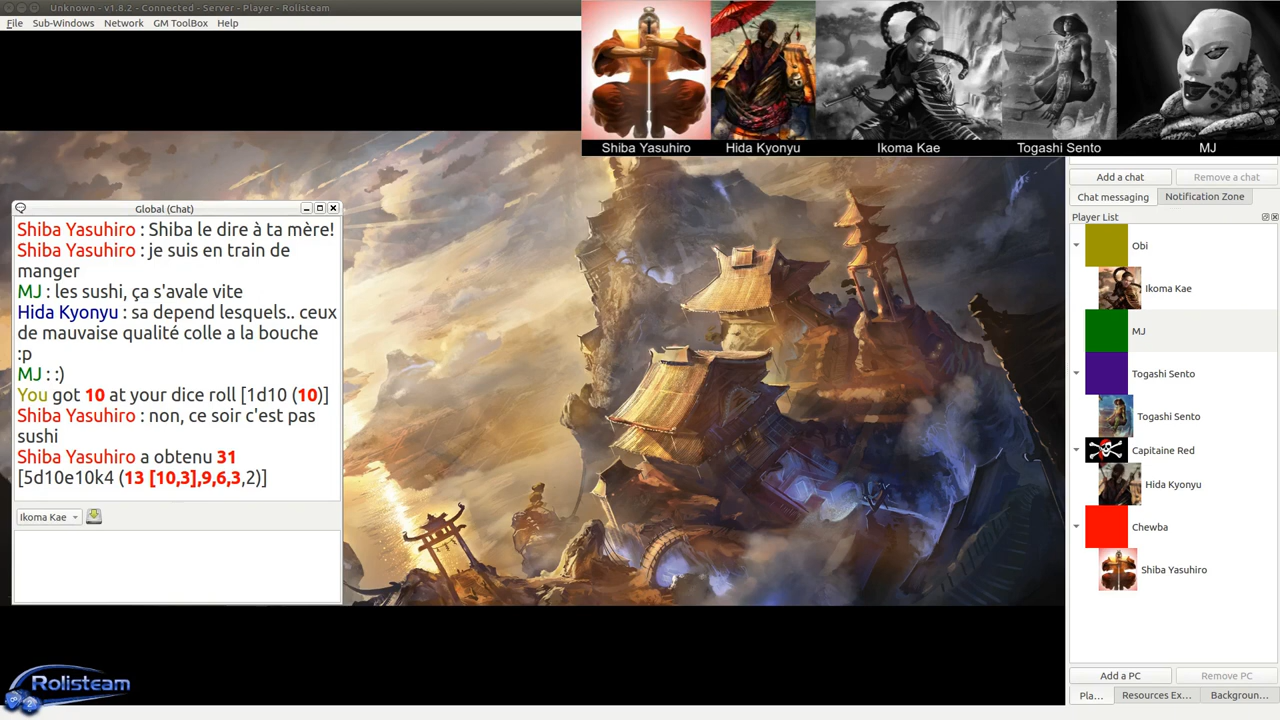 Unknown - v1.8.2 - Connected - Server - Player - Rolisteam
File Sub-Windows Network GM ToolBox Help
Shiba Yasuhiro Hida Kyonyu Ikoma Kae Togashi Sento MJ
Add a chat Remove a chat
Chat messaging Notification Zone
Global (Chat)
Shiba Yasuhiro : Shiba le dire à ta mère!
Shiba Yasuhiro : je suis en train de
manger
MJ : les sushi, ça s'avale vite
Hida Kyonyu : sa depend lesquels.. ceux
de mauvaise qualité colle a la bouche
:p
MJ : :)
You got 10 at your dice roll [1d10 (10)]
Shiba Yasuhiro : non, ce soir c'est pas
sushi
Shiba Yasuhiro a obtenu 31
[5d10e10k4 (13 [10,3],9,6,3,2)]
Ikoma Kae
Player List
Obi
Ikoma Kae
MJ
Togashi Sento
Togashi Sento
Capitaine Red
Hida Kyonyu
Chewba
Shiba Yasuhiro
Add a PC Remove PC
Pla... Resources Ex... Backgroun...
Rolisteam